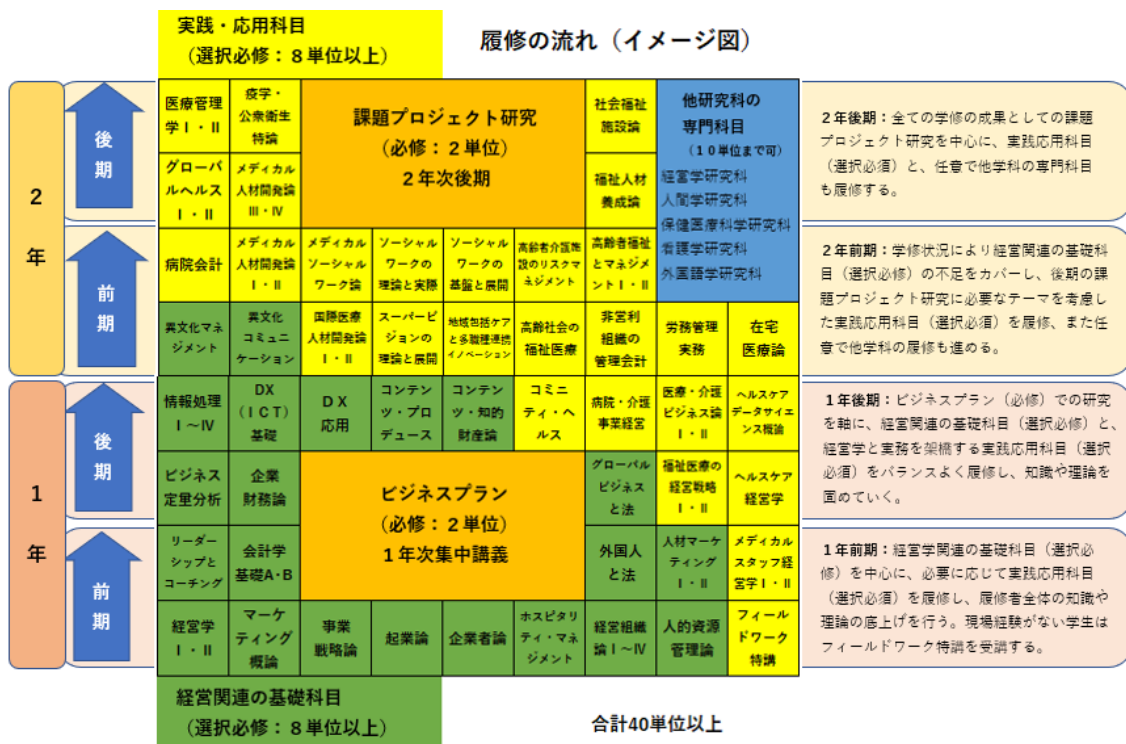 実践・応用科目
(選択必修：８単位以上)
履修の流れ（イメージ図）
2
年
後
期
前
期
1
年
後
期
前
期
医療管理
学Ⅰ・Ⅱ
疫学・
公衆衛生
特論
課題プロジェクト研究
(必修：２単位)
２年次後期
社会福祉
施設論
他研究科の
専門科目
（１０単位まで可)
経営学研究科
人間学研究科
保健医療科学研究科
看護学研究科
外国語学研究科
グローバ
ルヘルス
Ⅰ・Ⅱ
メディカル
人材開発論
Ⅲ・Ⅳ
福祉人材
養成論
病院会計
メディカル
人材開発論
Ⅰ・Ⅱ
メディカル
ソーシャル
ワーク論
ソーシャル
ワークの
理論と実際
ソーシャル
ワークの
基盤と展開
高齢者介護施
設のリスクマ
ネジメント
高齢者福祉
とマネジメ
ントⅠ・Ⅱ
異文化マネ
ジメント
異文化
コミュニ
ケーション
国際医療
人材開発論
Ⅰ・Ⅱ
スーパービ
ジョンの
理論と展開
地域包括ケア
と多職種連携
イノベーション
高齢社会の
福祉医療
非営利
組織の
管理会計
労務管理
実務
在宅
医療論
情報処理
Ⅰ～Ⅳ
DX
(ＩＣＴ)
基礎
ＤＸ
応用
コンテン
ツ・プロ
デュース
コンテン
ツ・知的
財産論
コミニ
ティ・ヘ
ルス
病院・介護
事業経営
医療・介護
ビジネス論
Ⅰ・Ⅱ
ヘルスケア
データサイエ
ンス概論
ビジネス
定量分析
企業
財務論
ビジネスプラン
(必修：２単位)
１年次集中講義
グローバル
ビジネス
と法
福祉医療の
経営戦略
Ⅰ・Ⅱ
ヘルスケア
経営学
リーダー
シップと
コーチング
会計学
基礎A・B
外国人
と法
人材マーケ
ティング
Ⅰ・Ⅱ
メディカル
スタッフ経
営学Ⅰ・Ⅱ
経営学
Ⅰ・Ⅱ
マーケ
ティング
概論
事業
戦略論
起業論
企業者論
ホスピタリ
ティ・マネ
ジメント
経営組織
論Ⅰ～Ⅳ
人的資源
管理論
フィール
ドワーク
特講
経営関連の基礎科目
(選択必修：８単位以上)
合計40単位以上
２年後期：全ての学修の成果としての課題
プロジェクト研究を中心に、実践応用科目
（選択必須）と、任意で他学科の専門科目
も履修する。
２年前期：学修状況により経営関連の基礎科
目（選択必修）の不足をカバーし、後期の課
題プロジェクト研究に必要なテーマを考慮し
た実践応用科目（選択必須）を履修、また任
意で他学科の履修も進める。
１年後期：ビジネスプラン（必修）での研究
を軸に、経営関連の基礎科目（選択必修）と、
経営学と実務を架橋する実践応用科目（選択
必須）をバランスよく履修し、知識や理論を
固めていく。
１年前期：経営学関連の基礎科目（選択必
修）を中心に、必要に応じて実践応用科目
（選択必須）を履修し、履修者全体の知識や
理論の底上げを行う。現場経験がない学生は
フィールドワーク特講を受講する。